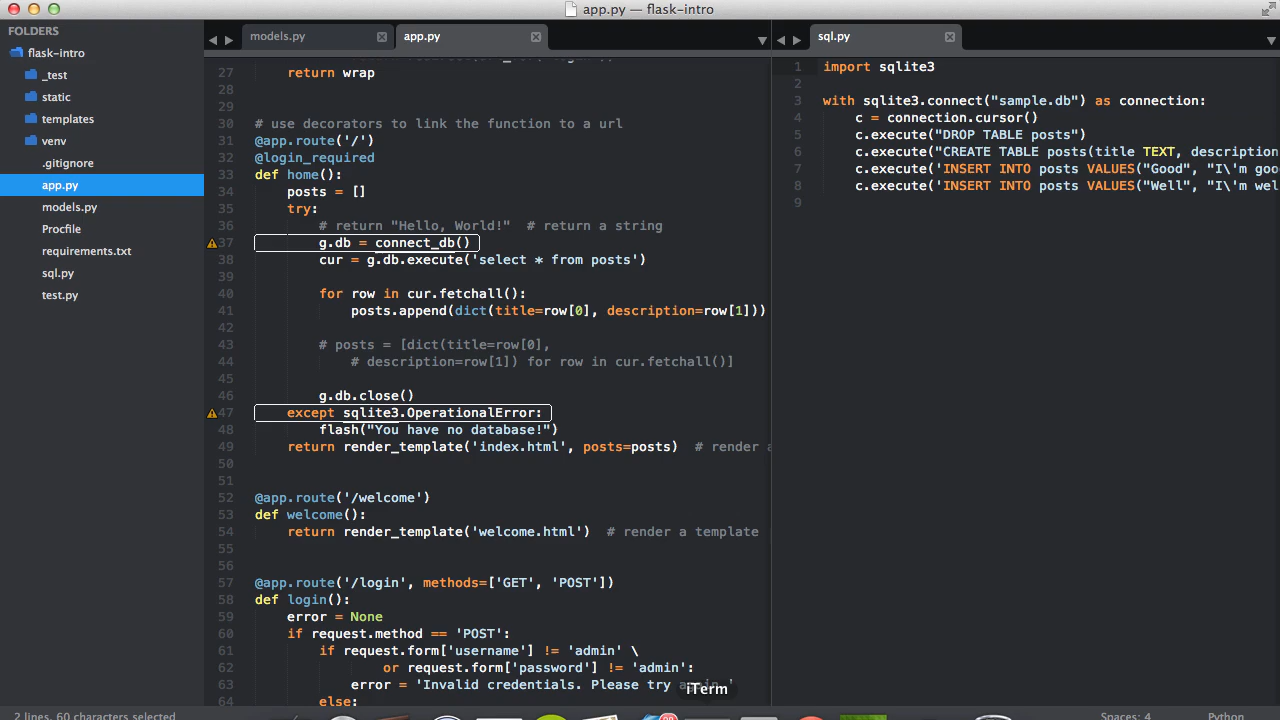 app.py — flask-intro
FOLDERS
flask-intro
_test
static
templates
venv
.gitignore
app.py
models.py
Procfile
requirements.txt
sql.py
test.py
models.py
app.py
27 return wrap
28
29
30 # use decorators to link the function to a url
31 @app.route('/')
32 @login_required
33 def home():
34 posts = []
35 try:
36 # return "Hello, World!"  # return a string
37 g.db = connect_db()
38 cur = g.db.execute('select * from posts')
39
40 for row in cur.fetchall():
41 posts.append(dict(title=row[0], description=row[1]))
42
43 # posts = [dict(title=row[0],
44 # description=row[1]) for row in cur.fetchall()]
45
46 g.db.close()
47 except sqlite3.OperationalError:
48 flash("You have no database!")
49 return render_template('index.html', posts=posts)  # render a
50
51
52 @app.route('/welcome')
53 def welcome():
54 return render_template('welcome.html')  # render a template
55
56
57 @app.route('/login', methods=['GET', 'POST'])
58 def login():
59 error = None
60 if request.method == 'POST':
61 if request.form['username'] != 'admin' \
62 or request.form['password'] != 'admin':
63 error = 'Invalid credentials. Please try again.'
64 else:
iTerm
sql.py
1 import sqlite3
2
3 with sqlite3.connect("sample.db") as connection:
4 c = connection.cursor()
5 c.execute("DROP TABLE posts")
6 c.execute("CREATE TABLE posts(title TEXT, description
7 c.execute('INSERT INTO posts VALUES("Good", "I\'m goo
8 c.execute('INSERT INTO posts VALUES("Well", "I\'m wel
9
2 lines, 60 characters selected
Spaces: 4
Python